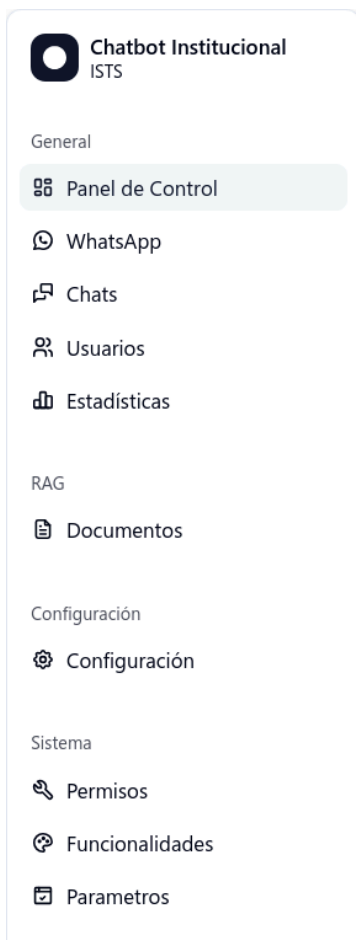 Chatbot Institucional
ISTS
General
Panel de Control
WhatsApp
Chats
Usuarios
Estadísticas
RAG
Documentos
Configuración
Configuración
Sistema
Permisos
Funcionalidades
Parametros